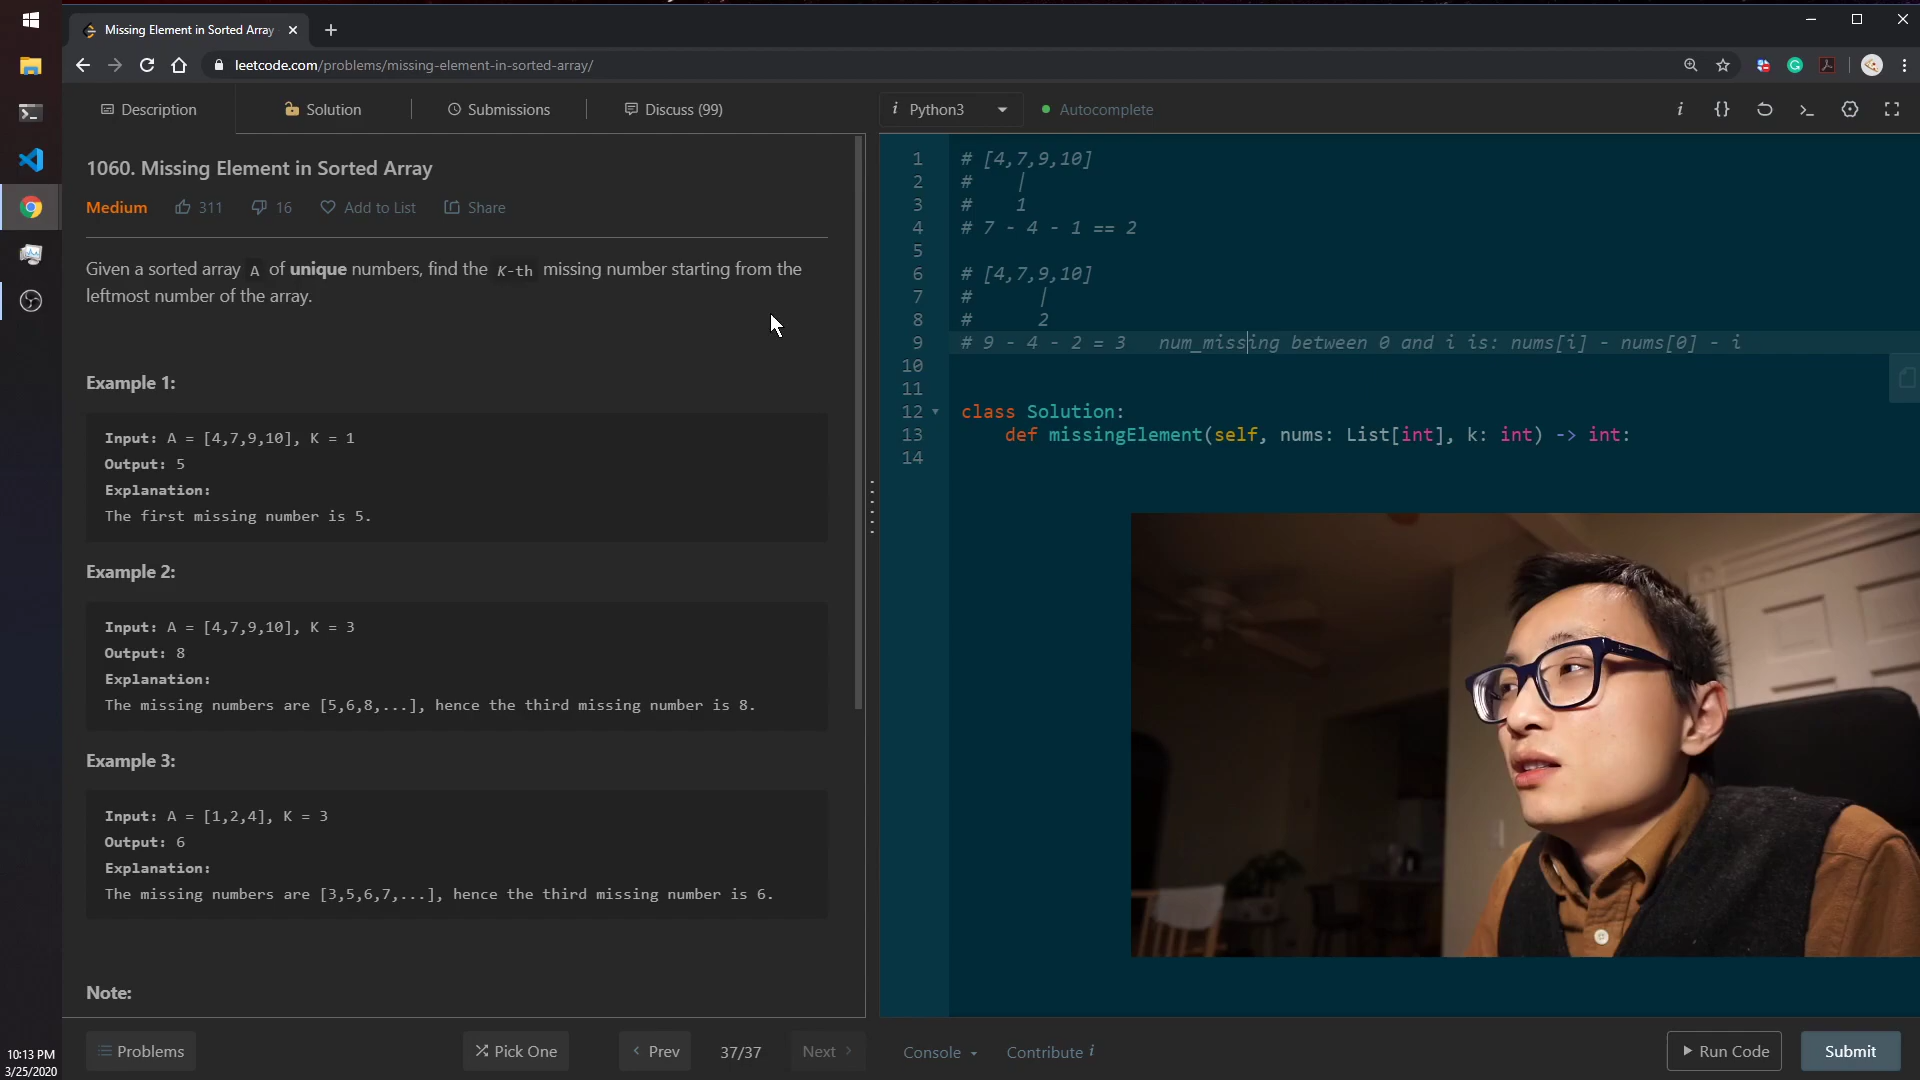 Missing Element in Sorted Array
leetcode.com/problems/missing-element-in-sorted-array/
Description
Solution
Submissions
Discuss (99)
i Python3
Autocomplete
1060. Missing Element in Sorted Array
Medium
311
16
Add to List
Share
Given a sorted array A of unique numbers, find the K-th missing number starting from the
leftmost number of the array.
Example 1:
Input: A = [4,7,9,10], K = 1
Output: 5
Explanation:
The first missing number is 5.
Example 2:
Input: A = [4,7,9,10], K = 3
Output: 8
Explanation:
The missing numbers are [5,6,8,...], hence the third missing number is 8.
Example 3:
Input: A = [1,2,4], K = 3
Output: 6
Explanation:
The missing numbers are [3,5,6,7,...], hence the third missing number is 6.
Note:
1 # [4,7,9,10]
2 #    |
3 #    1
4 # 7 - 4 - 1 == 2
5
6 # [4,7,9,10]
7 #      |
8 #      2
9 # 9 - 4 - 2 = 3   num_missing between 0 and i is: nums[i] - nums[0] - i
10
11
12 class Solution:
13     def missingElement(self, nums: List[int], k: int) -> int:
14
Problems
Pick One
< Prev
37/37
Next >
Console
Contribute i
Run Code
Submit
10:13 PM
3/25/2020